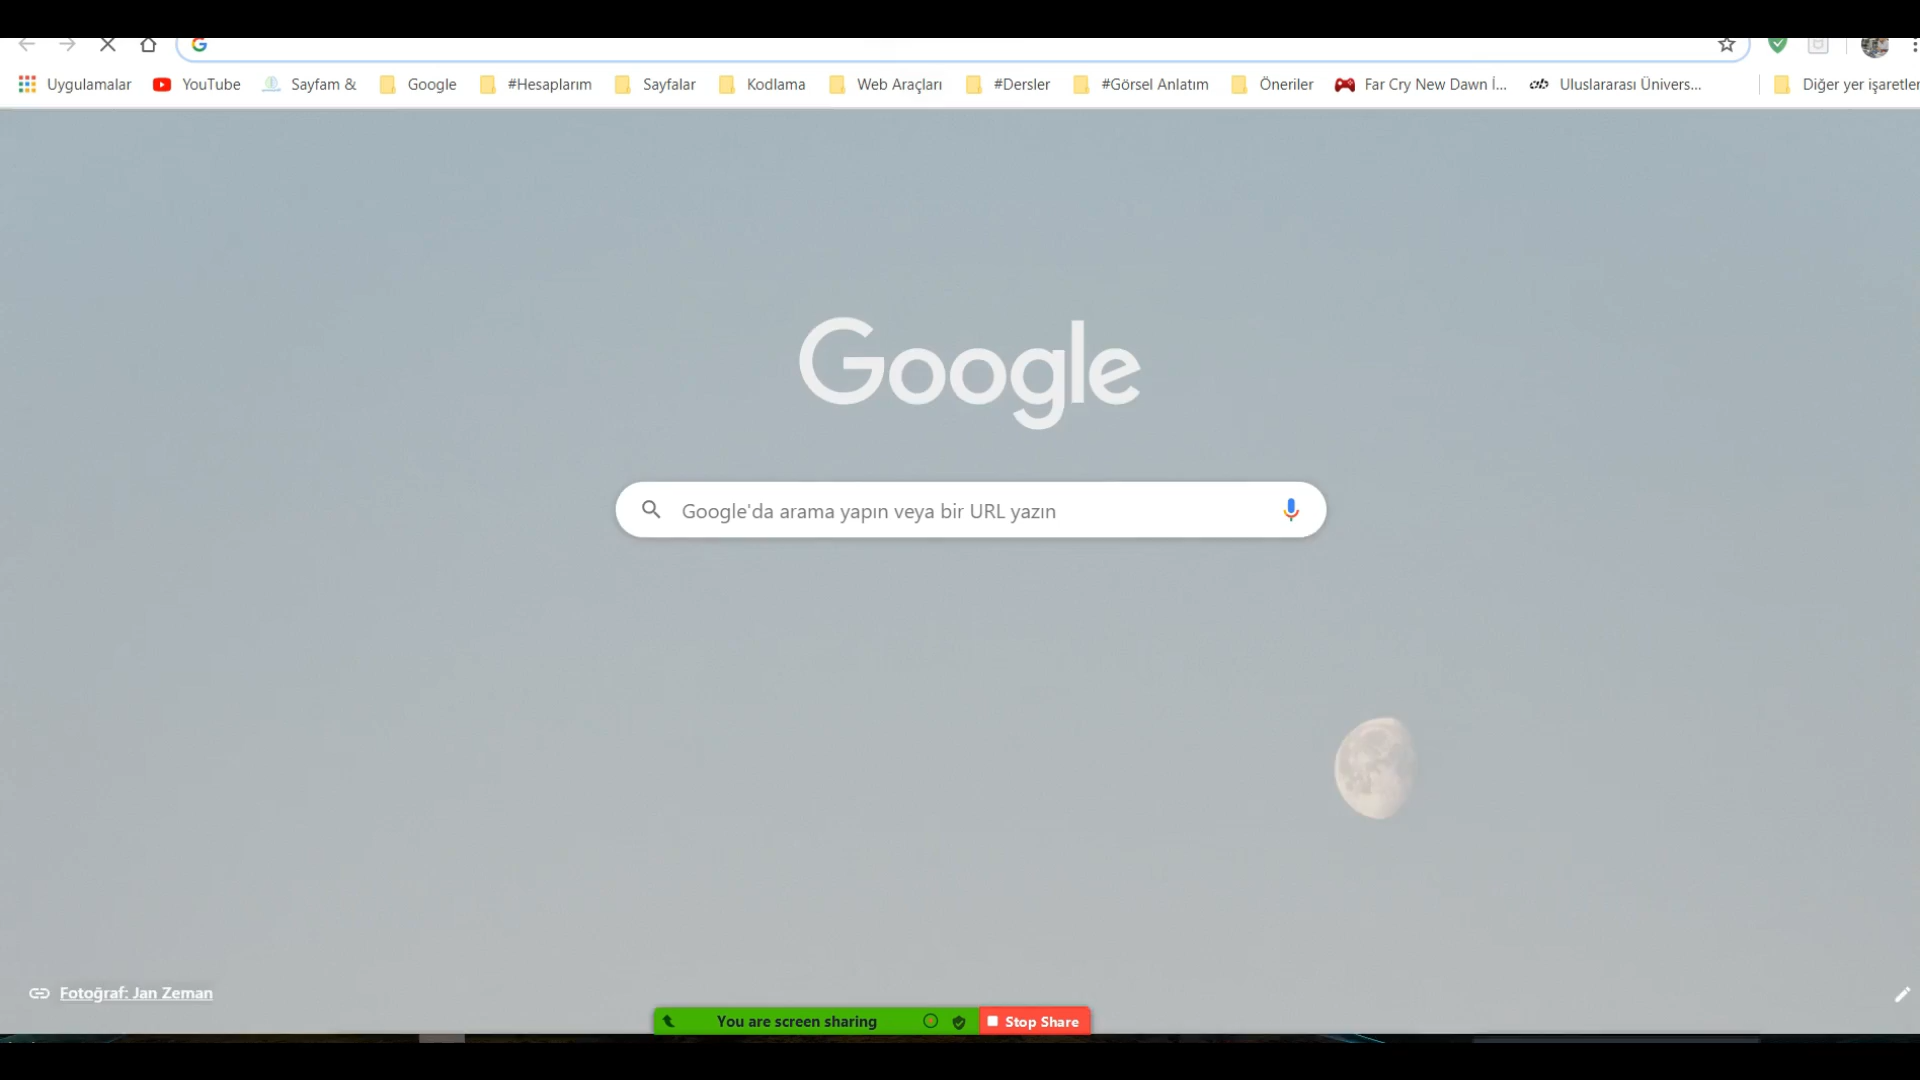 Uygulamalar YouTube Sayfam & Google #Hesaplarım Sayfalar Kodlama Web Araçları #Dersler #Görsel Anlatım Öneriler Far Cry New Dawn İ... Uluslararası Ünivers... Diğer yer işaretler
Google
Google'da arama yapın veya bir URL yazın
Fotoğraf: Jan Zeman
You are screen sharing Stop Share